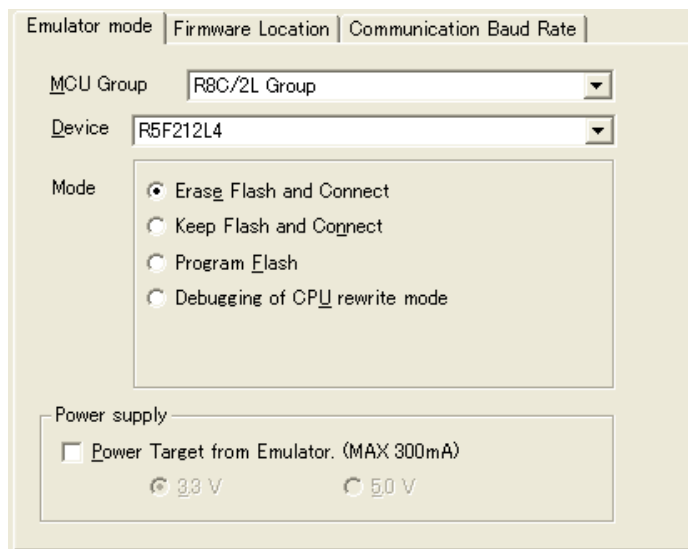 Emulator mode Firmware Location Communication Baud Rate
MCU Group R8C/2L Group
Device R5F212L4
Mode
Erase Flash and Connect
Keep Flash and Connect
Program Flash
Debugging of CPU rewrite mode
Power supply
Power Target from Emulator. (MAX 300mA)
3.3 V 5.0 V